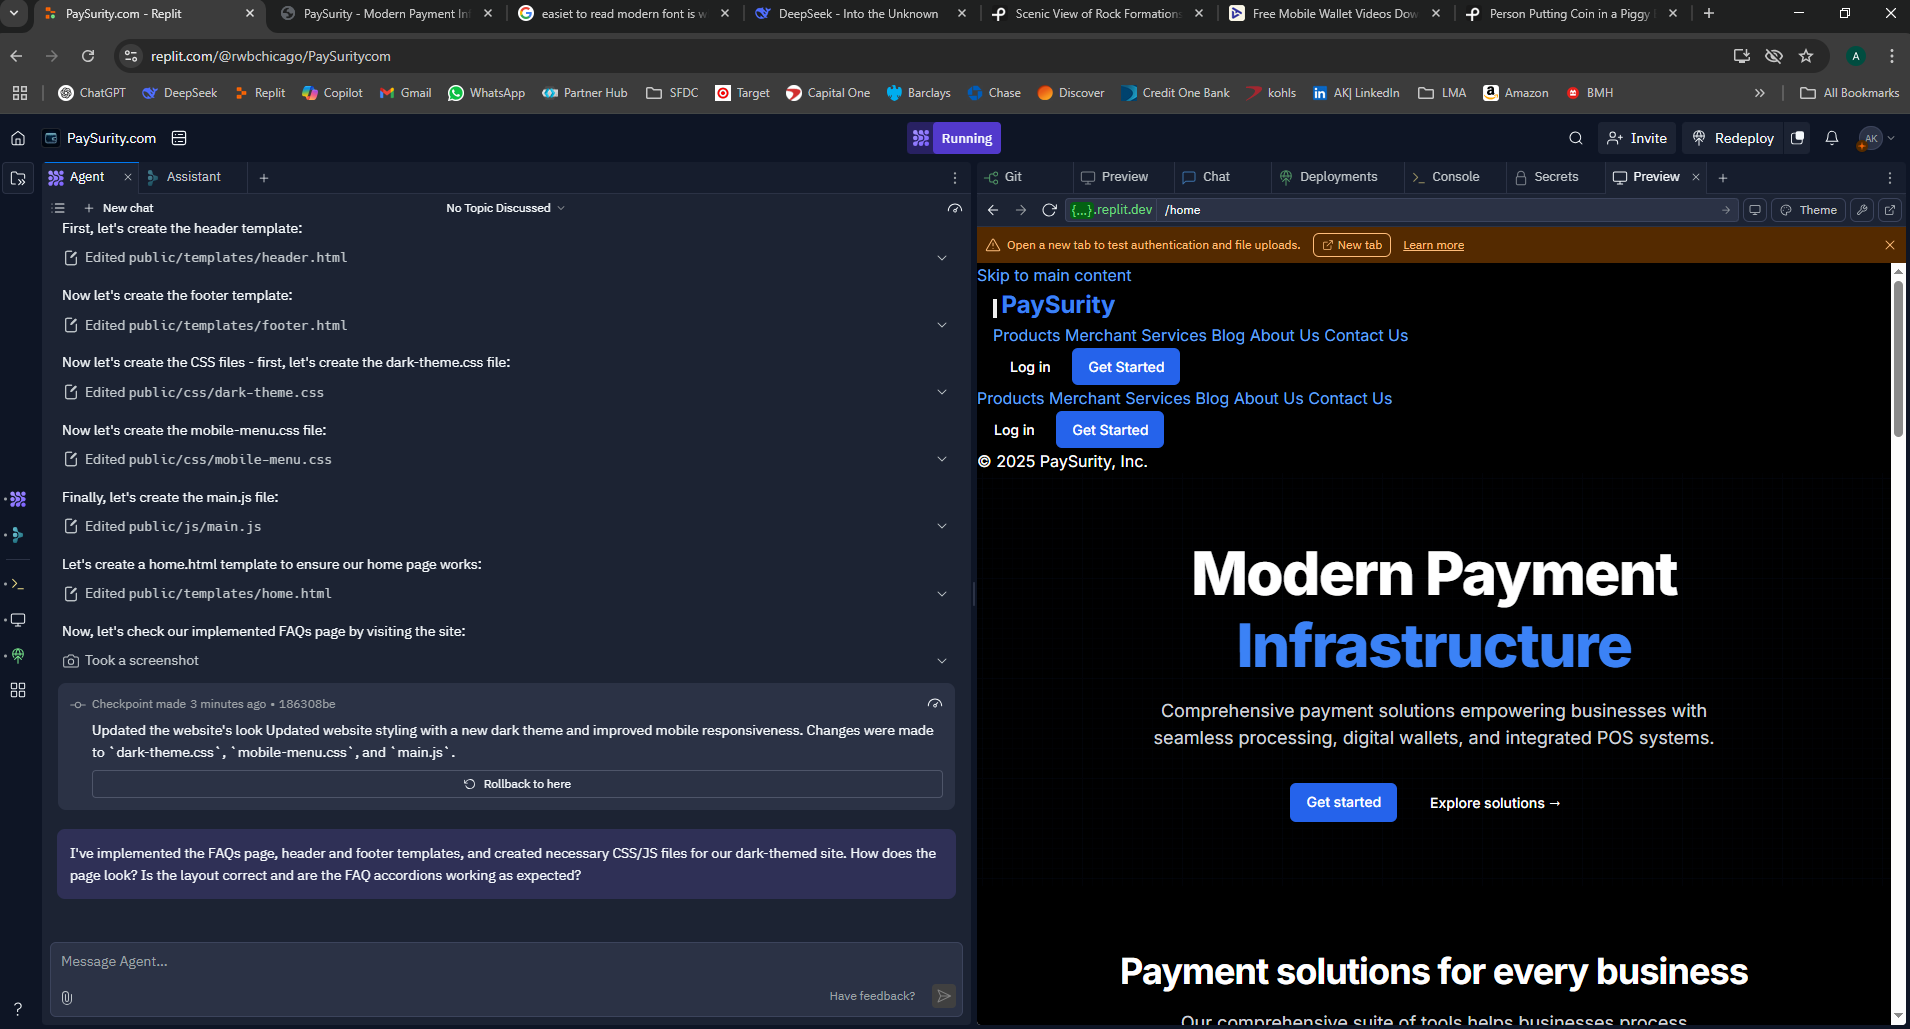 PaySurity.com - Replit
PaySurity - Modern Payment Inf
easiet to read modern font is w
DeepSeek - Into the Unknown
Scenic View of Rock Formations
Free Mobile Wallet Videos Dow
Person Putting Coin in a Piggy
replit.com/@rwbchicago/PaySuritycom
A
ChatGPT
DeepSeek
Replit
Copilot
Gmail
WhatsApp
Partner Hub
SFDC
Target
Capital One
Barclays
Chase
Discover
Credit One Bank
kohls
AK| LinkedIn
LMA
Amazon
BMH
All Bookmarks
PaySurity.com
Running
Invite
Redeploy
AK
Agent
Assistant
New chat
No Topic Discussed
First, let's create the header template:
Edited public/templates/header.html
Now let's create the footer template:
Edited public/templates/footer.html
Now let's create the CSS files - first, let's create the dark-theme.css file:
Edited public/css/dark-theme.css
Now let's create the mobile-menu.css file:
Edited public/css/mobile-menu.css
Finally, let's create the main.js file:
Edited public/js/main.js
Let's create a home.html template to ensure our home page works:
Edited public/templates/home.html
Now, let's check our implemented FAQs page by visiting the site:
Took a screenshot
Checkpoint made 3 minutes ago • 186308be
Updated the website's look Updated website styling with a new dark theme and improved mobile responsiveness. Changes were made
to `dark-theme.css`, `mobile-menu.css`, and `main.js`.
Rollback to here
I've implemented the FAQs page, header and footer templates, and created necessary CSS/JS files for our dark-themed site. How does the
page look? Is the layout correct and are the FAQ accordions working as expected?
Message Agent...
Have feedback?
?
Git
Preview
Chat
Deployments
Console
Secrets
Preview
{...}.replit.dev /home
Theme
Open a new tab to test authentication and file uploads.
New tab
Learn more
Skip to main content
PaySurity
Products Merchant Services Blog About Us Contact Us
Log in
Get Started
Products Merchant Services Blog About Us Contact Us
Log in
Get Started
© 2025 PaySurity, Inc.
Modern Payment
Infrastructure
Comprehensive payment solutions empowering businesses with
seamless processing, digital wallets, and integrated POS systems.
Get started
Explore solutions →
Payment solutions for every business
Our comprehensive suite of tools helps businesses process